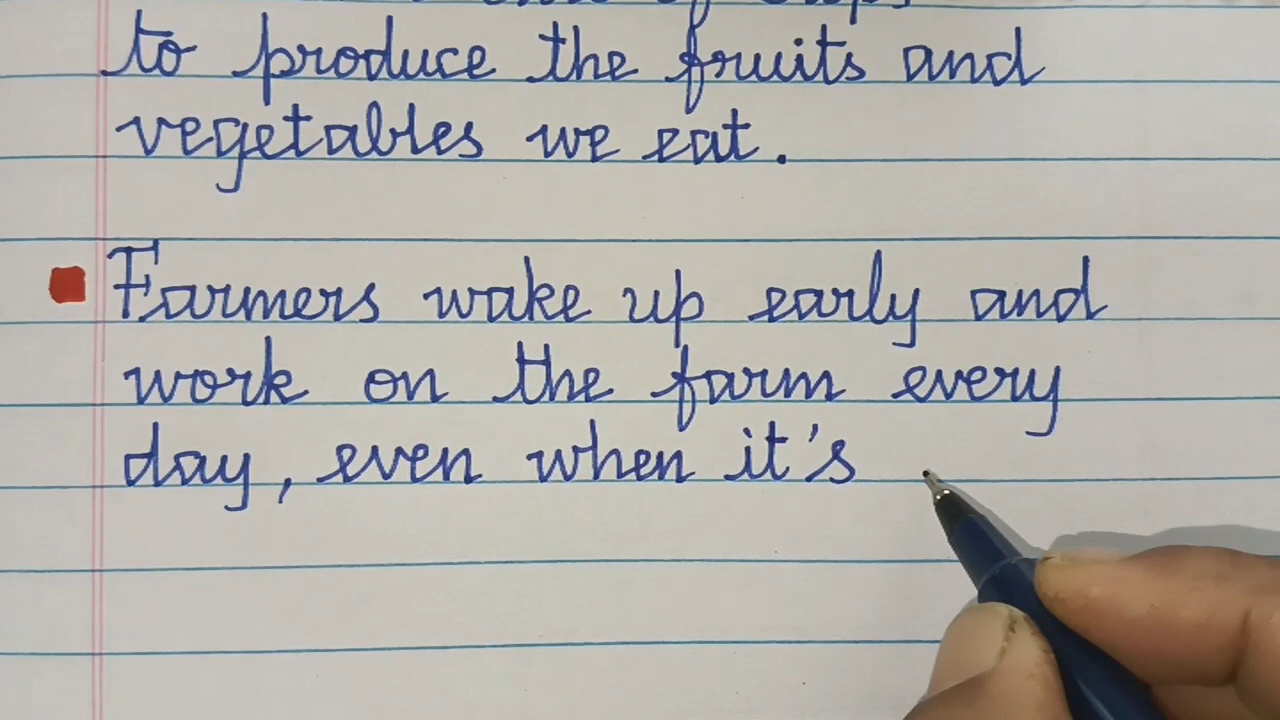 to produce the fruits and
vegetables we eat.
Farmers wake up early and
work on the farm every
day, even when it's